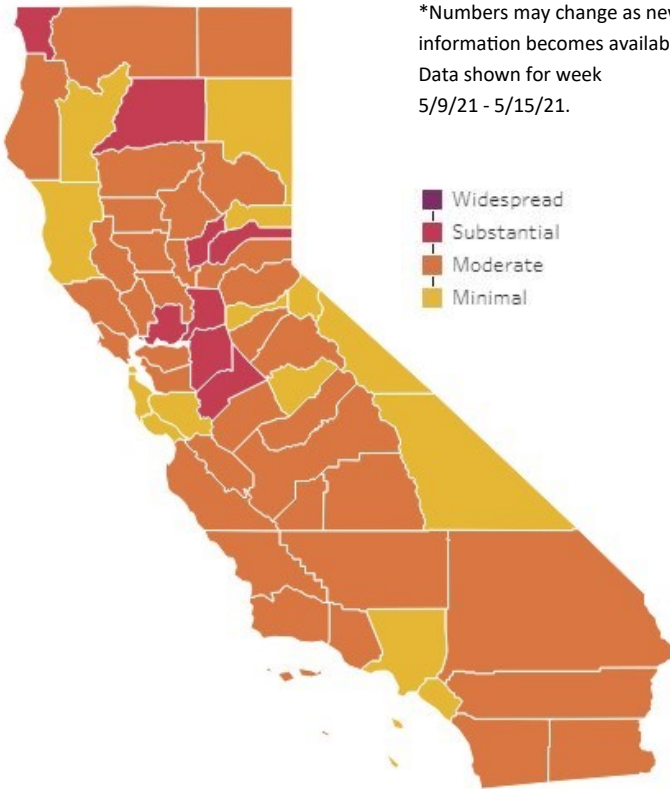 *Numbers may change as
information becomes
Data shown for week
5/9/21 - 5/15/21.
Widespread
Substantial
Moderate
Minimal